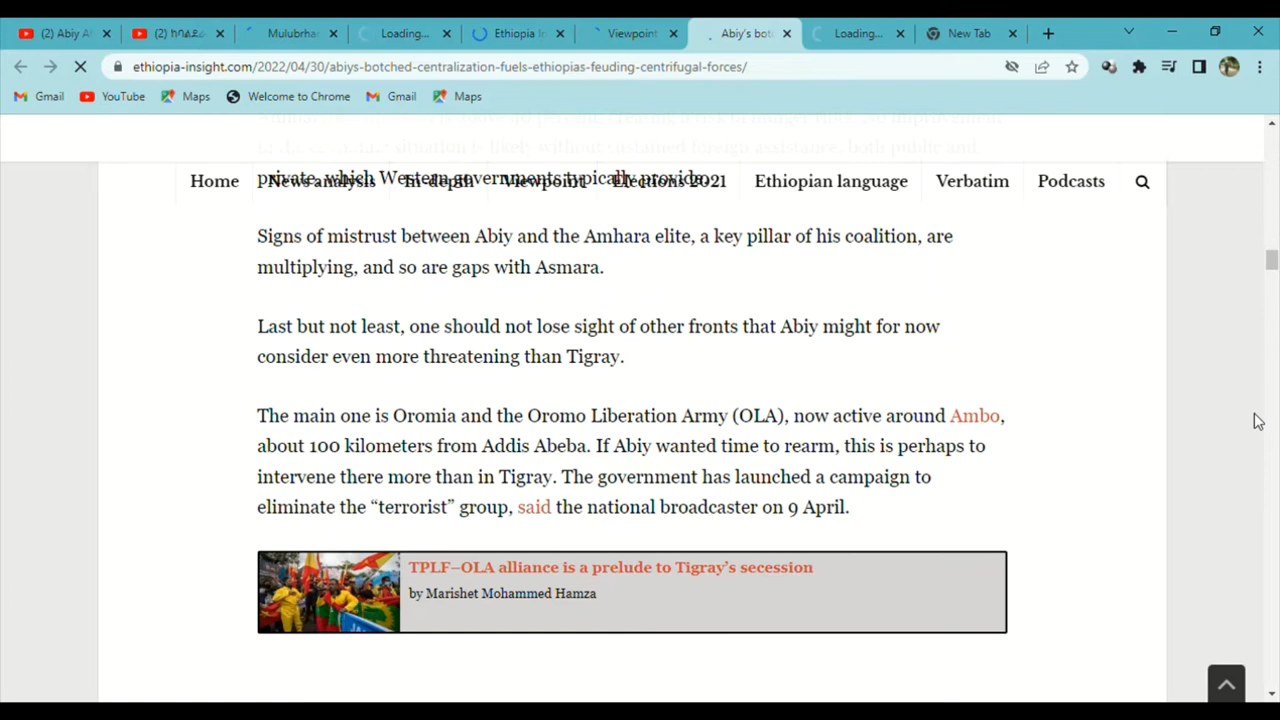 (2) Abiy A
(2) ከባለደራ
Mulubrha
Loading...
Ethiopia In
Viewpoint
Abiy's bot
Loading...
New Tab
ethiopia-insight.com/2022/04/30/abiys-botched-centralization-fuels-ethiopias-feuding-centrifugal-forces/
Gmail
YouTube
Maps
Welcome to Chrome
Gmail
Maps
private, which Western governments typically provide.
Home
News analysis
In-depth
Viewpoint
Elections 2021
Ethiopian language
Verbatim
Podcasts
Signs of mistrust between Abiy and the Amhara elite, a key pillar of his coalition, are
multiplying, and so are gaps with Asmara.
Last but not least, one should not lose sight of other fronts that Abiy might for now
consider even more threatening than Tigray.
The main one is Oromia and the Oromo Liberation Army (OLA), now active around Ambo,
about 100 kilometers from Addis Abeba. If Abiy wanted time to rearm, this is perhaps to
intervene there more than in Tigray. The government has launched a campaign to
eliminate the “terrorist” group, said the national broadcaster on 9 April.
TPLF–OLA alliance is a prelude to Tigray’s secession
by Marishet Mohammed Hamza